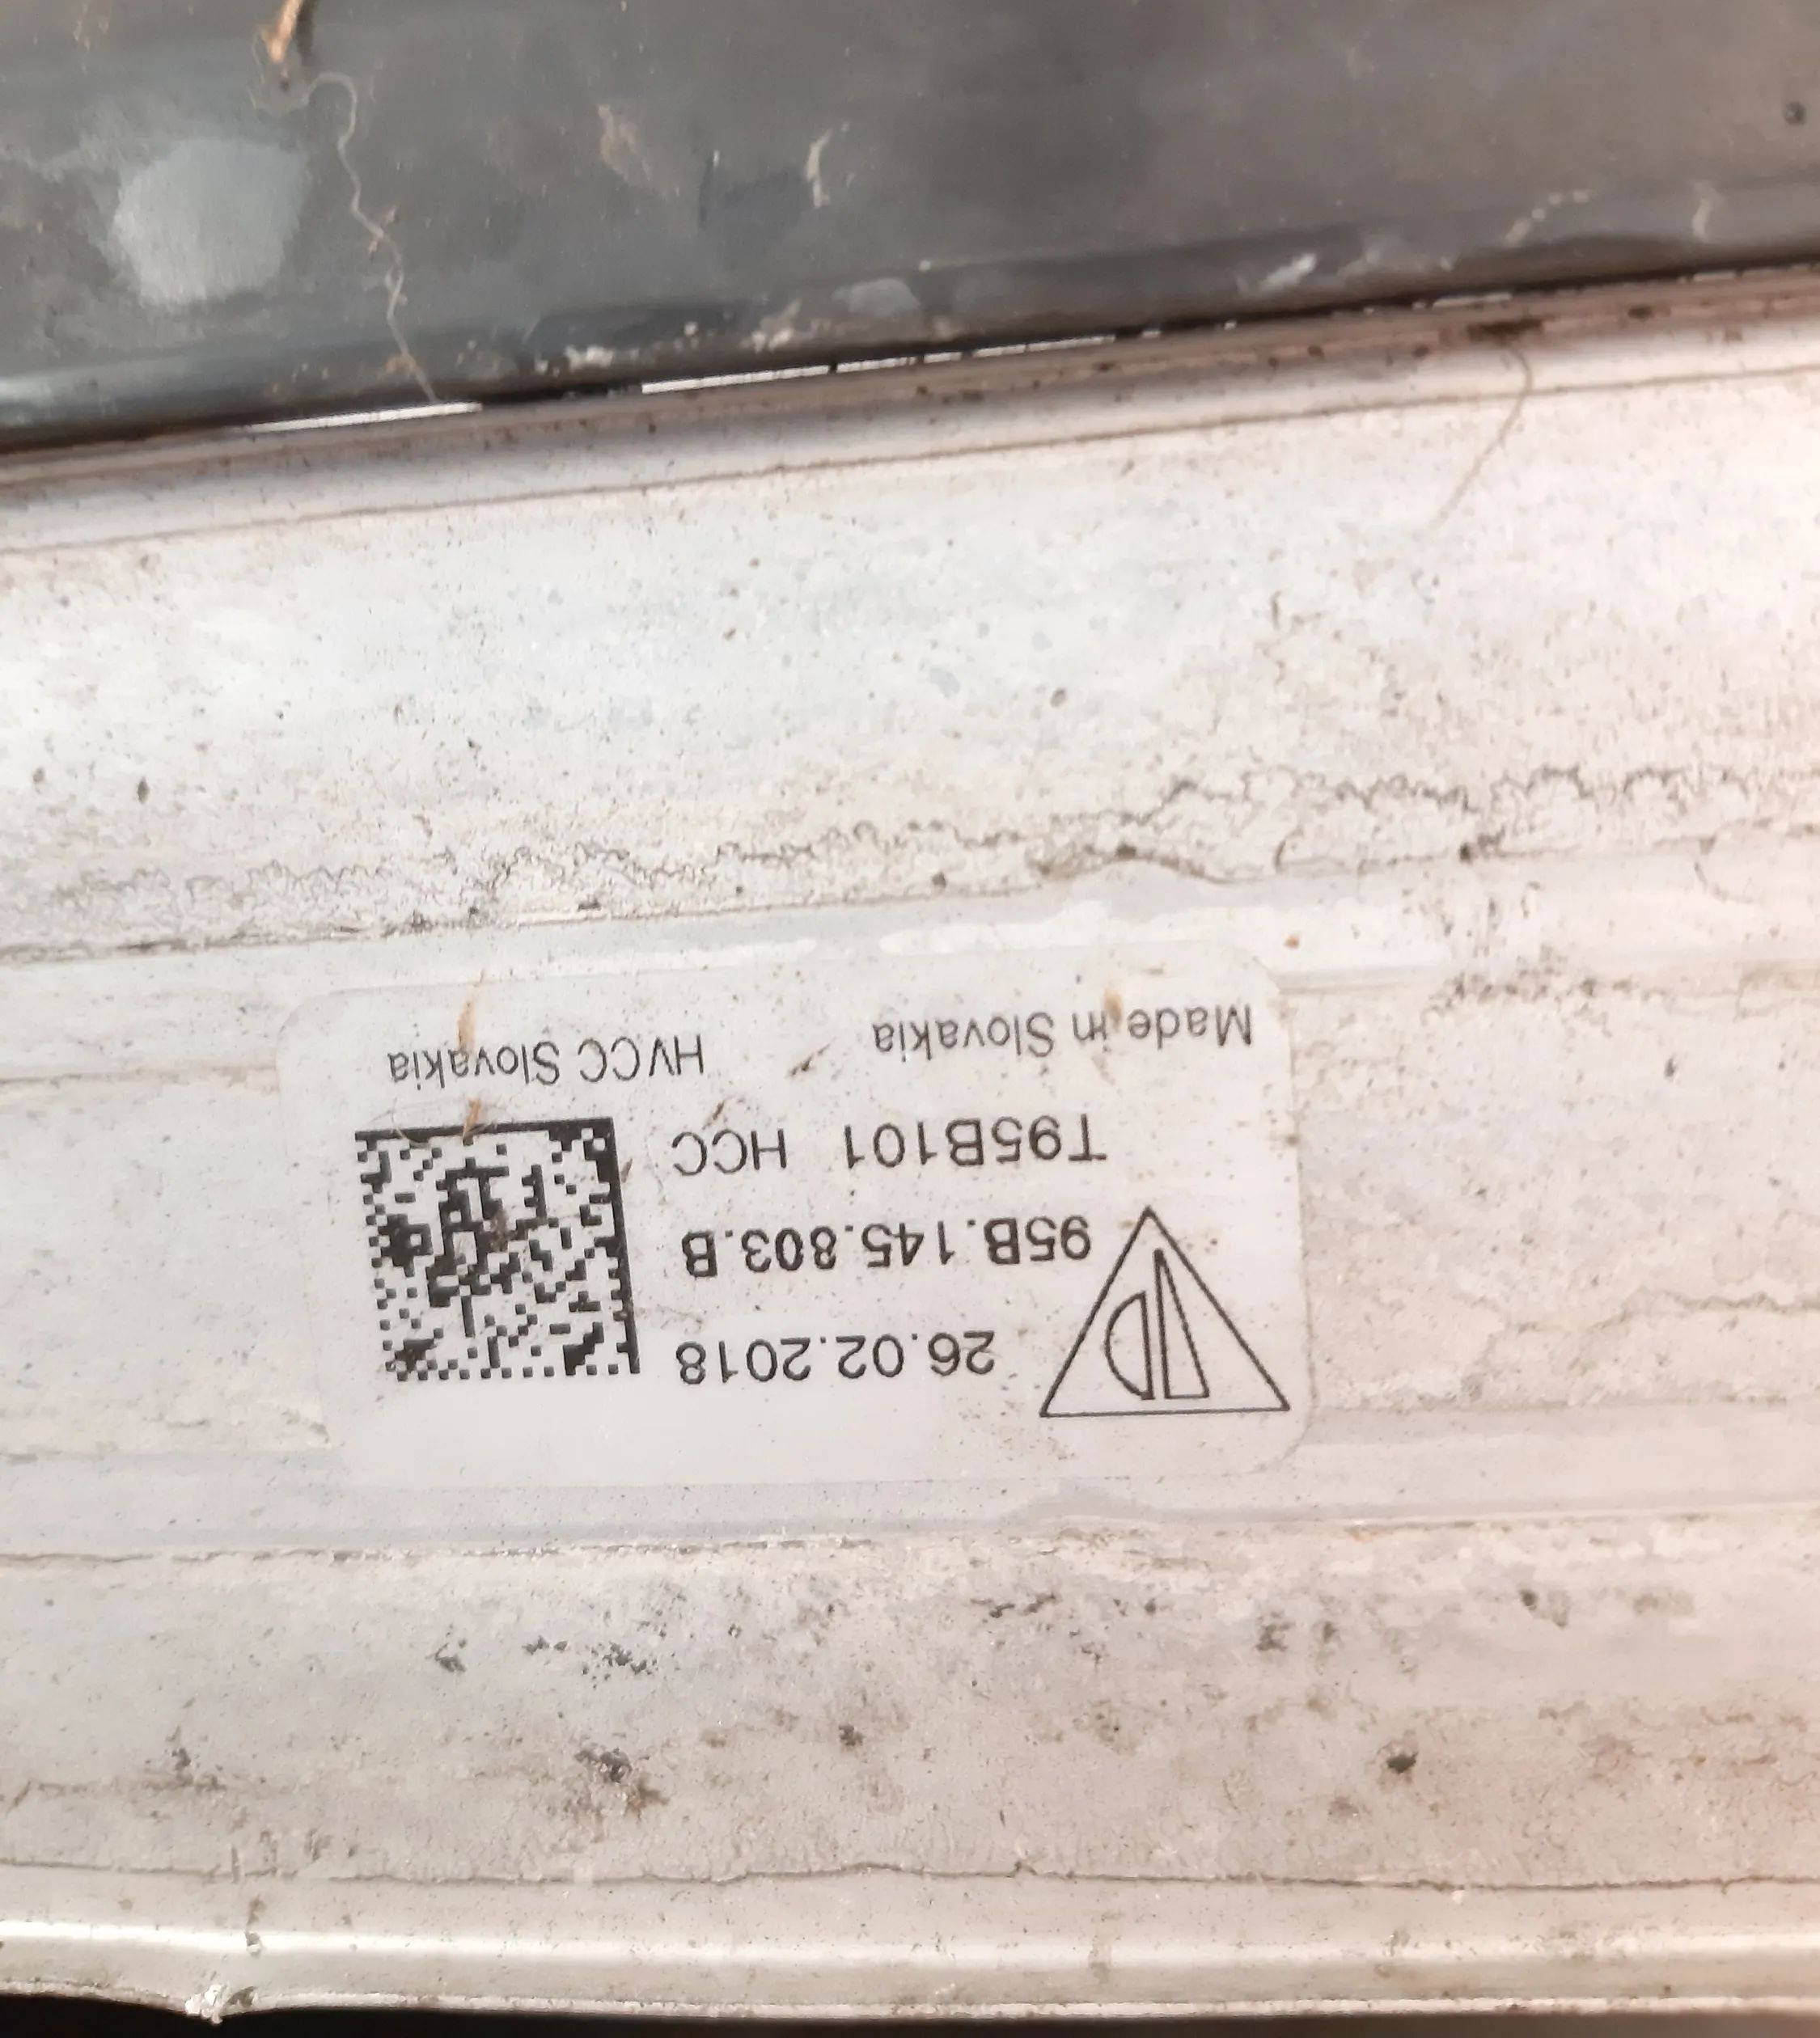 26.02.2018
95B.145.803.B
T95B101 HCC
Made in Slovakia HVCC Slovakia